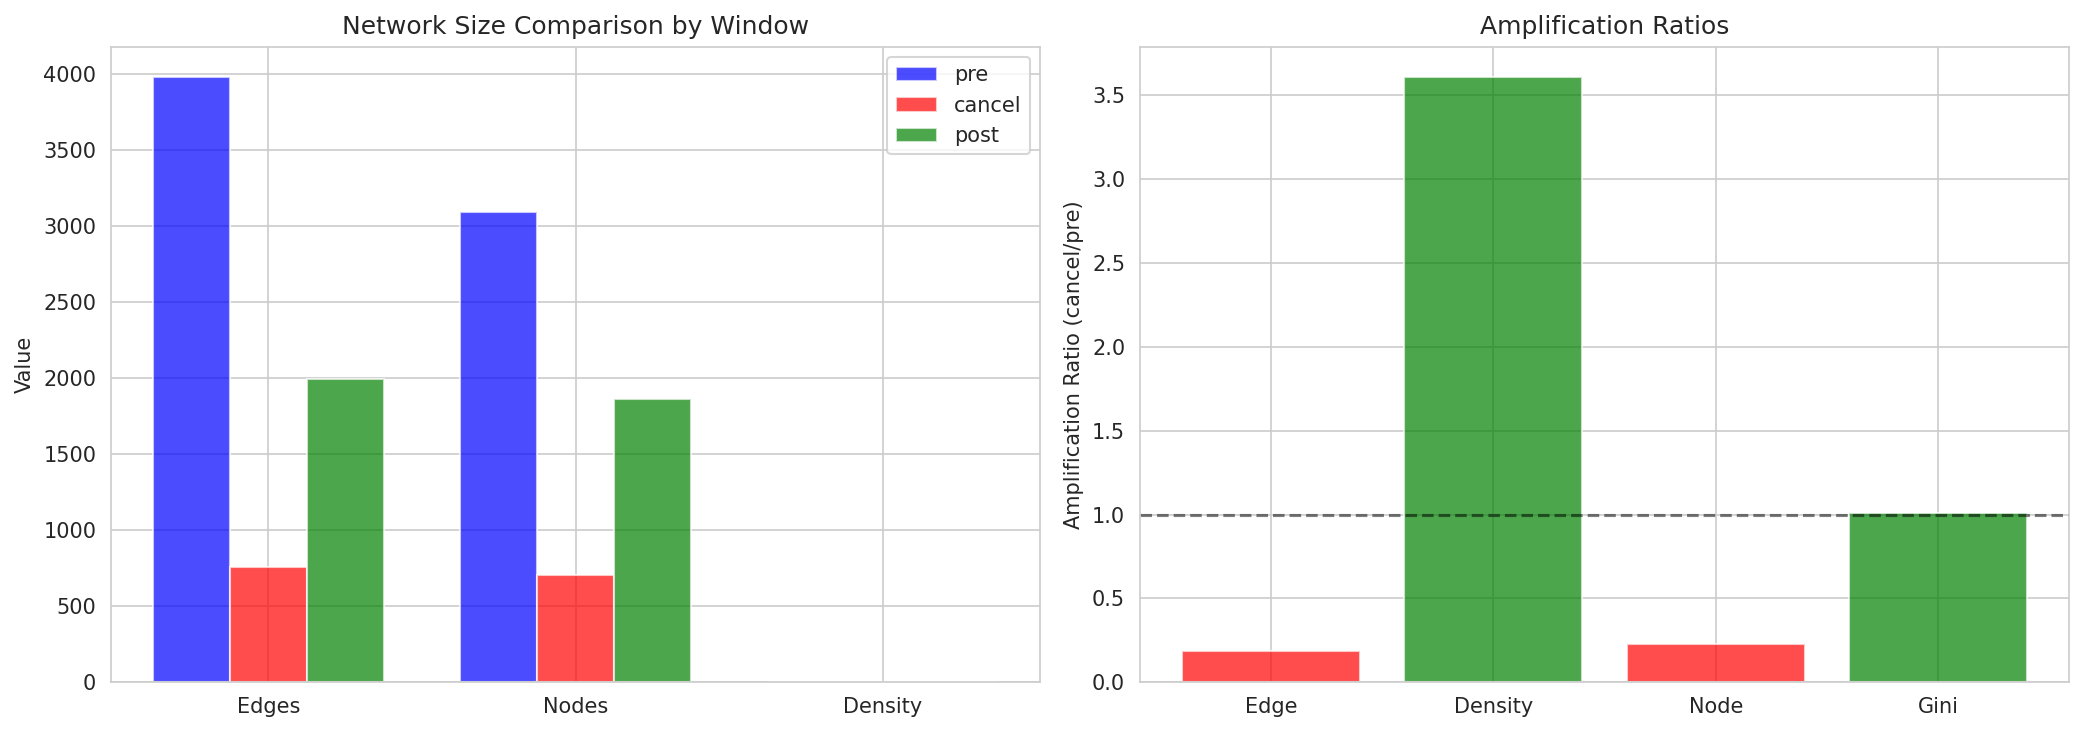 Network Size Comparison by Window
Value
4000
3500
3000
2500
2000
1500
1000
500
0
Edges
Nodes
Density
pre
cancel
post
Amplification Ratios
Amplification Ratio (cancel/pre)
3.5
3.0
2.5
2.0
1.5
1.0
0.5
0.0
Edge
Density
Node
Gini